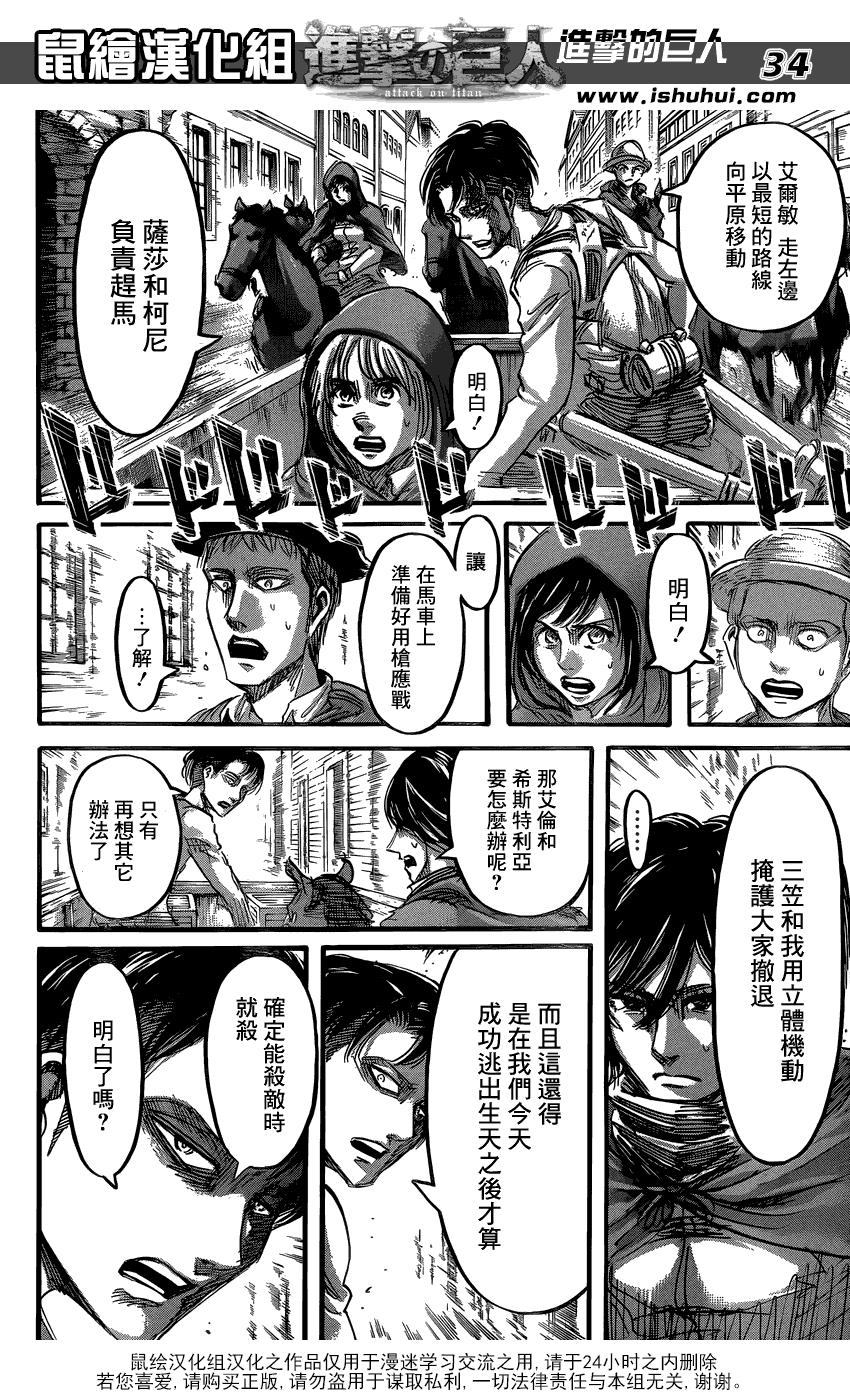 鼠繪漢化組
進撃の巨人
attack on titan
進擊的巨人
34
www.ishuhui.com
艾爾敏 走左邊
以最短的路線
向平原移動
明白!
薩莎和柯尼
負責趕馬
ドドドドドドド
明白!
讓
在馬車上
準備好用槍應戰
…了解!
三笠和我用立體機動
掩護大家撤退
………
那艾倫和
希斯特利亞
要怎麼辦呢?
只有
再想其它
辦法了
而且這還得
是在我們今天
成功逃出生天之後才算
確定能殺敵時
就殺
明白了嗎?
鼠绘汉化组汉化之作品仅用于漫迷学习交流之用, 请于24小时之内删除
若您喜爱, 请购买正版, 请勿用于谋取私利, 一切法律责任与本组无关, 谢谢。